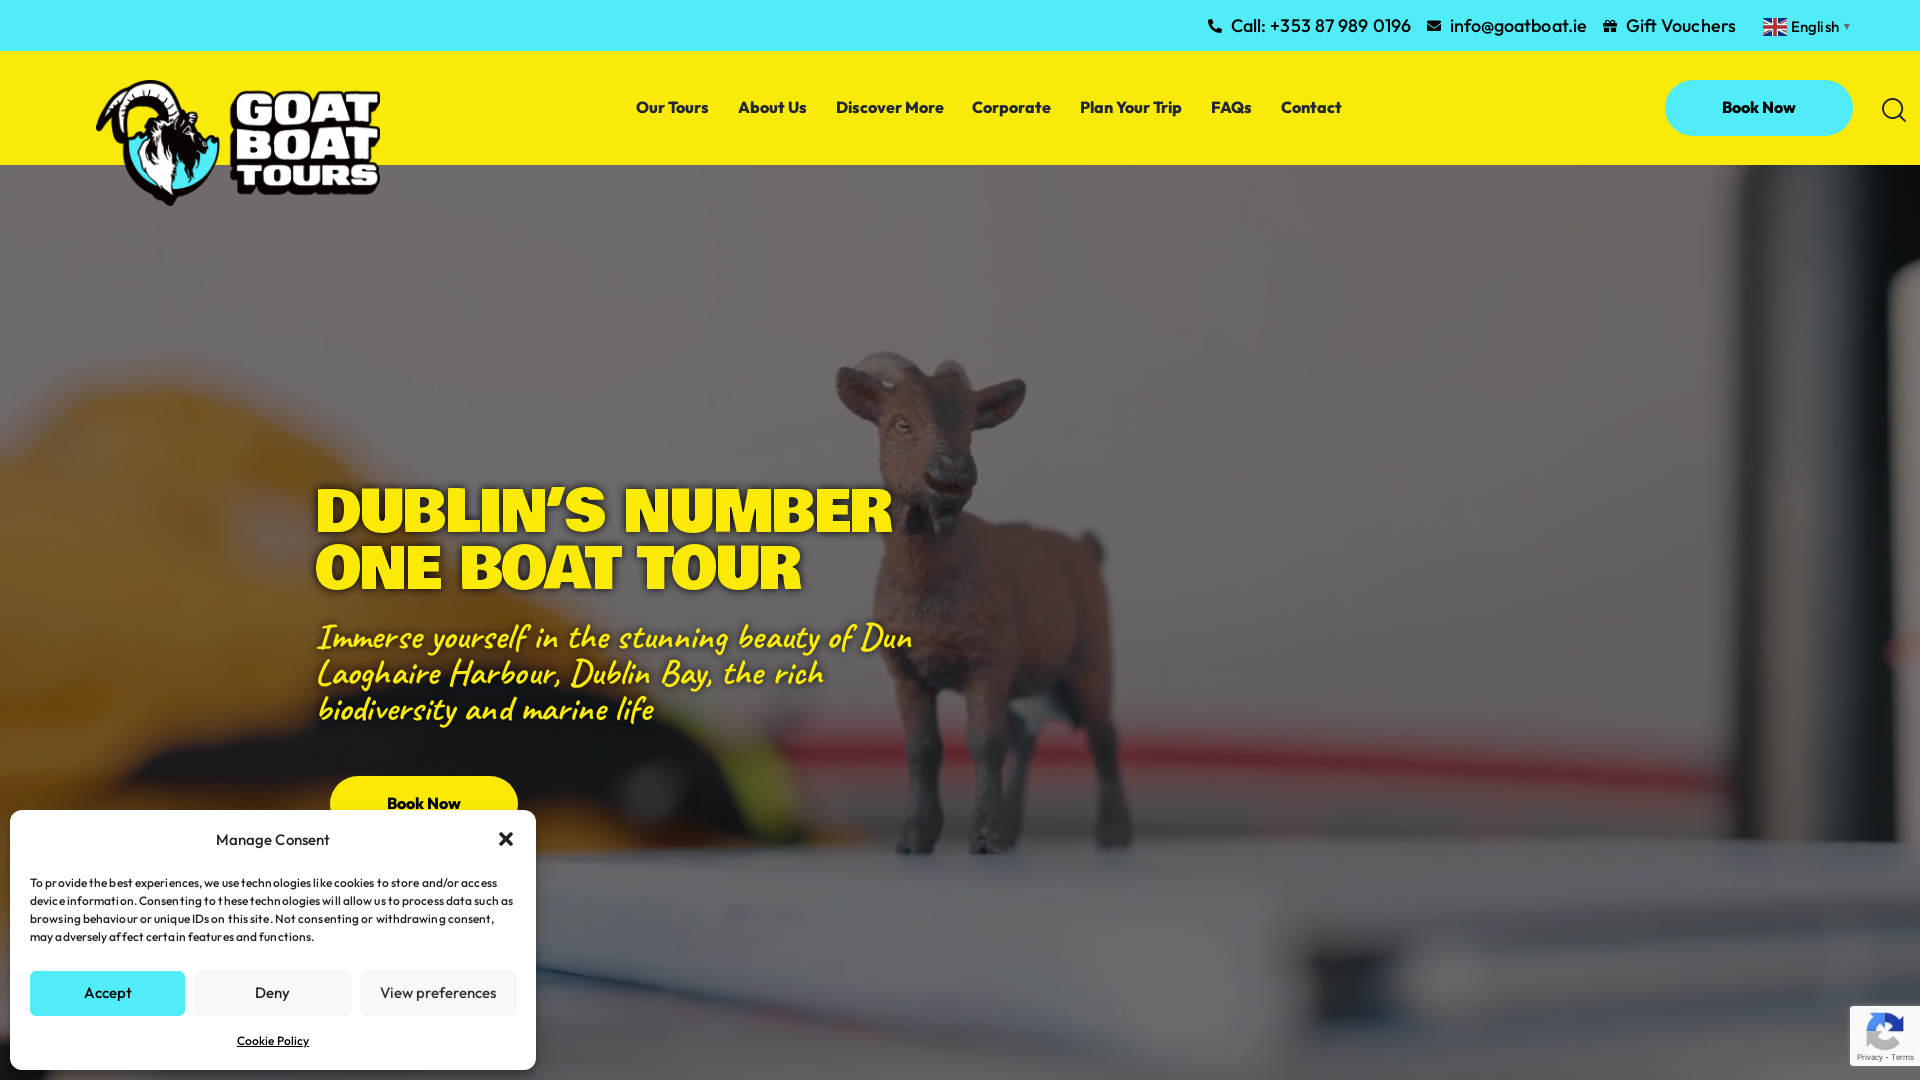 Call: +353 87 989 0196
info@goatboat.ie
Gift Vouchers
English
GOAT
BOAT
TOURS
Our Tours
About Us
Discover More
Corporate
Plan Your Trip
FAQs
Contact
Book Now
DUBLIN'S NUMBER
ONE BOAT TOUR
Immerse yourself in the stunning beauty of Dun
Laoghaire Harbour, Dublin Bay, the rich
biodiversity and marine life
Book Now
Manage Consent
To provide the best experiences, we use technologies like cookies to store and/or access
device information. Consenting to these technologies will allow us to process data such as
browsing behaviour or unique IDs on this site. Not consenting or withdrawing consent,
may adversely affect certain features and functions.
Accept
Deny
View preferences
Cookie Policy
Privacy - Terms